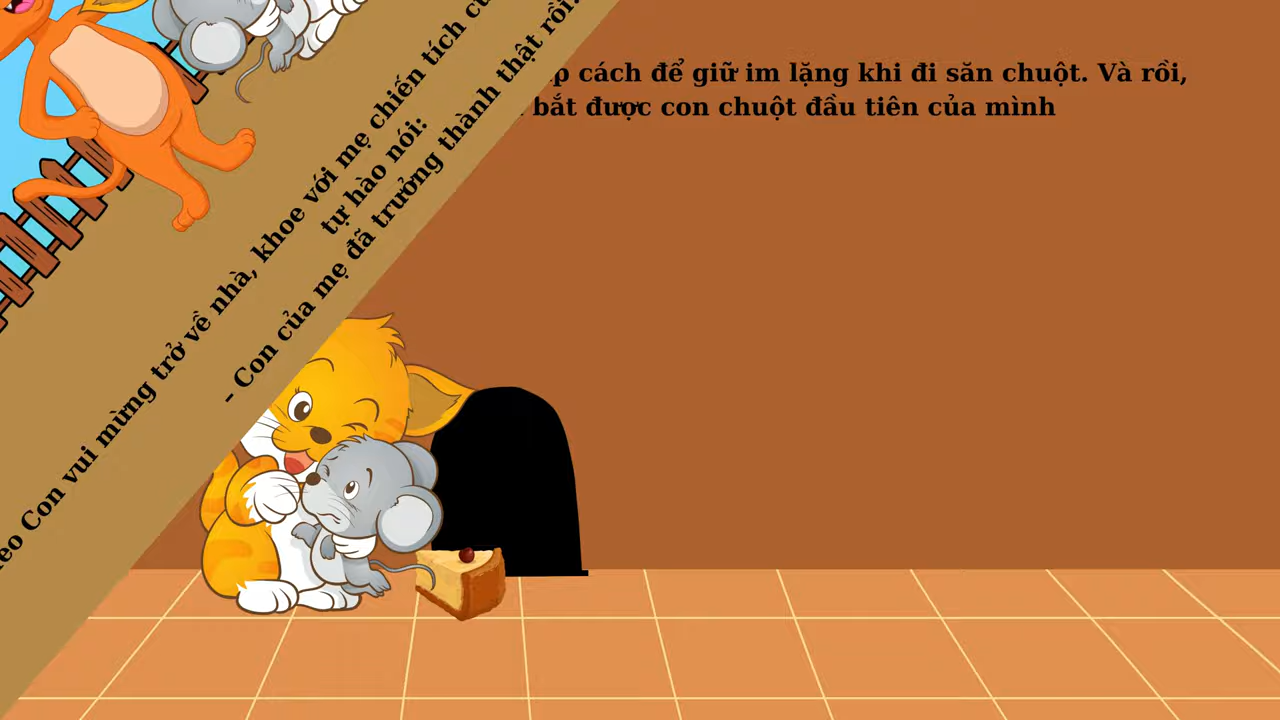 cách để giữ im lặng khi đi săn chuột. Và rồi,
bắt được con chuột đầu tiên của mình
Con vui mừng trở về nhà, khoe với mẹ chiến tích
tự hào nói:
- Con của mẹ đã trưởng thành thật rồi.